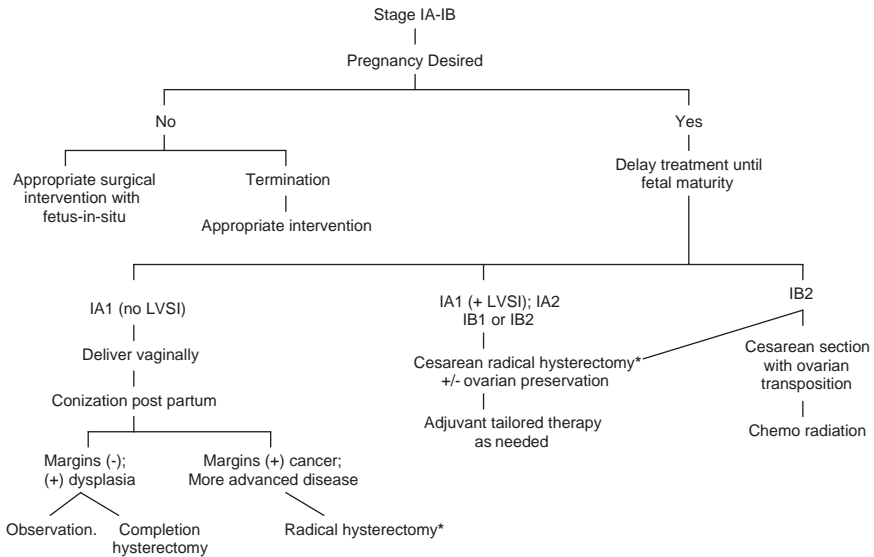 Stage IA-IB
Pregnancy Desired
No
Yes
Appropriate surgical
intervention with
fetus-in-situ
Termination
Appropriate intervention
Delay treatment until
fetal maturity
IA1 (no LVSI)
Deliver vaginally
Conization post partum
Margins (-);
(+) dysplasia
Margins (+) cancer;
More advanced disease
Observation.
Completion
hysterectomy
Radical hysterectomy*
IA1 (+ LVSI); IA2
IB1 or IB2
Cesarean radical hysterectomy*
+/- ovarian preservation
Adjuvant tailored therapy
as needed
IB2
Cesarean section
with ovarian
transposition
Chemo radiation